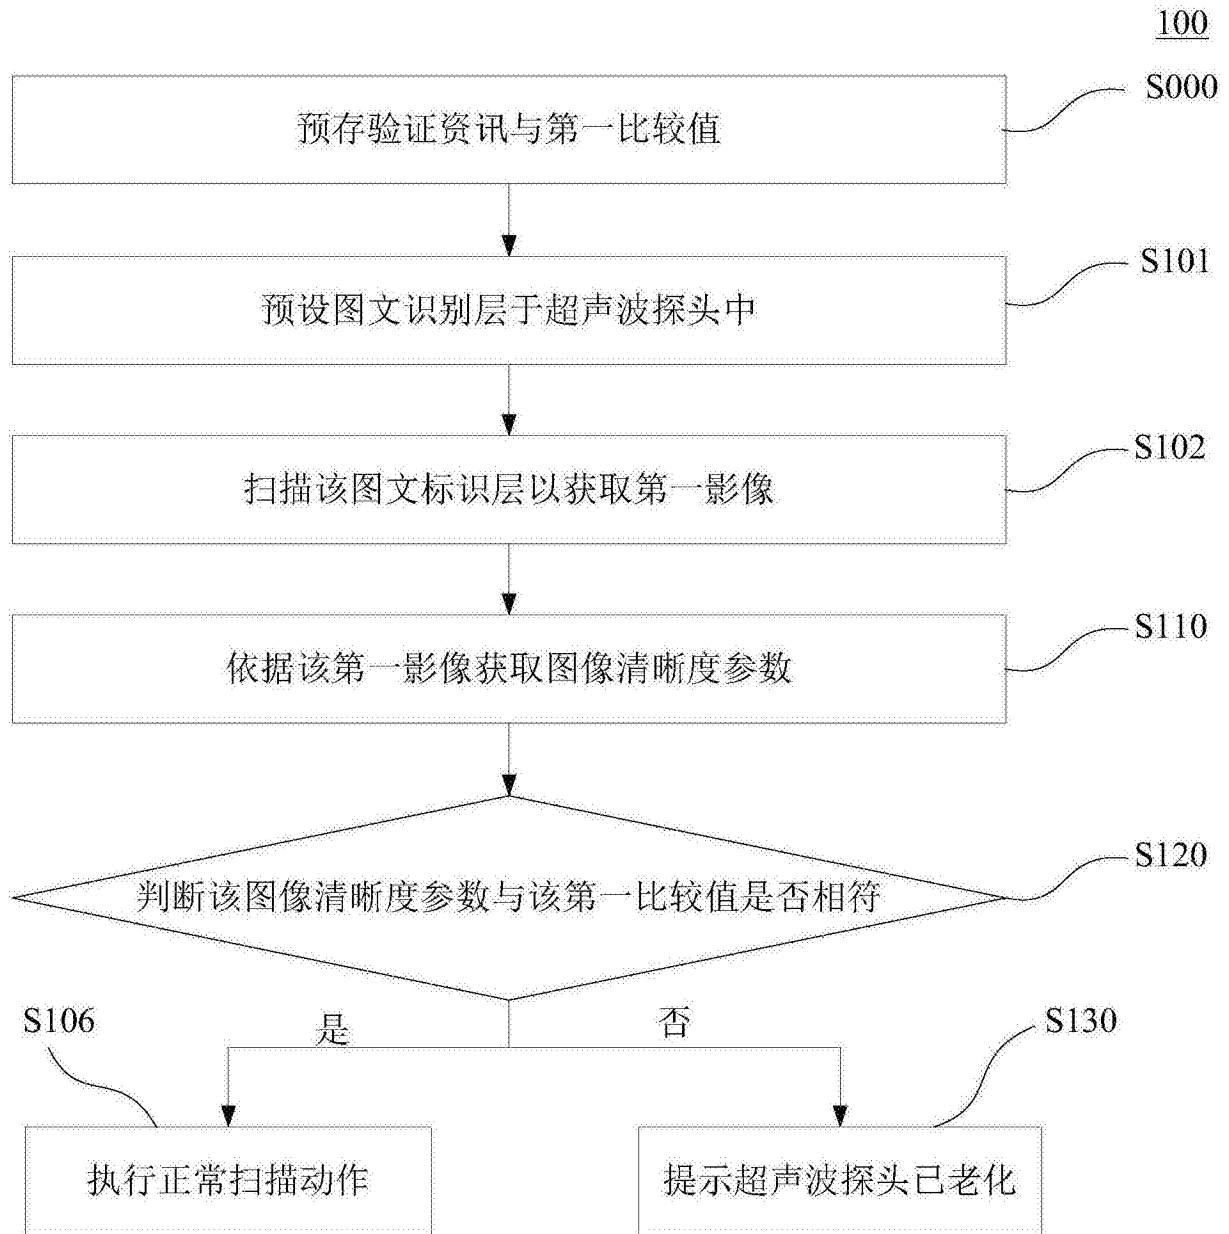 100
预存验证资讯与第一比较值
S000
预设图文识别层于超声波探头中
S101
扫描该图文标识层以获取第一影像
S102
依据该第一影像获取图像清晰度参数
S110
判断该图像清晰度参数与该第一比较值是否相符
S120
是
否
S106
S130
执行正常扫描动作
提示超声波探头已老化